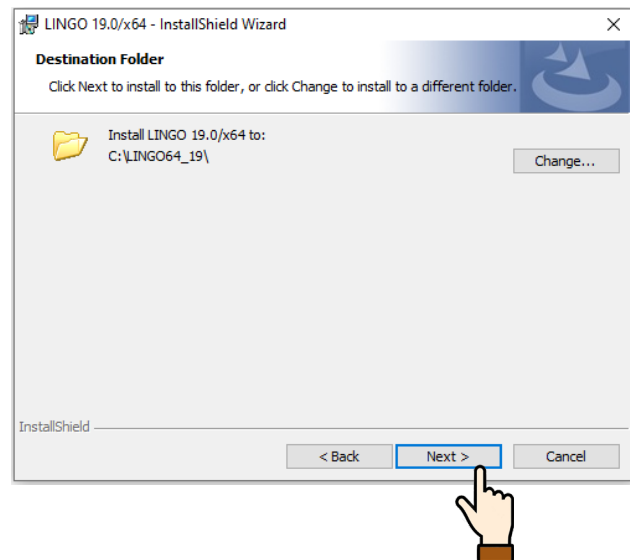 LINGO 19.0/x64 - InstallShield Wizard
Destination Folder
Click Next to install to this folder, or click Change to install to a different folder.
Install LINGO 19.0/x64 to:
C:\LINGO64_19\
Change...
InstallShield
< Back
Next >
Cancel